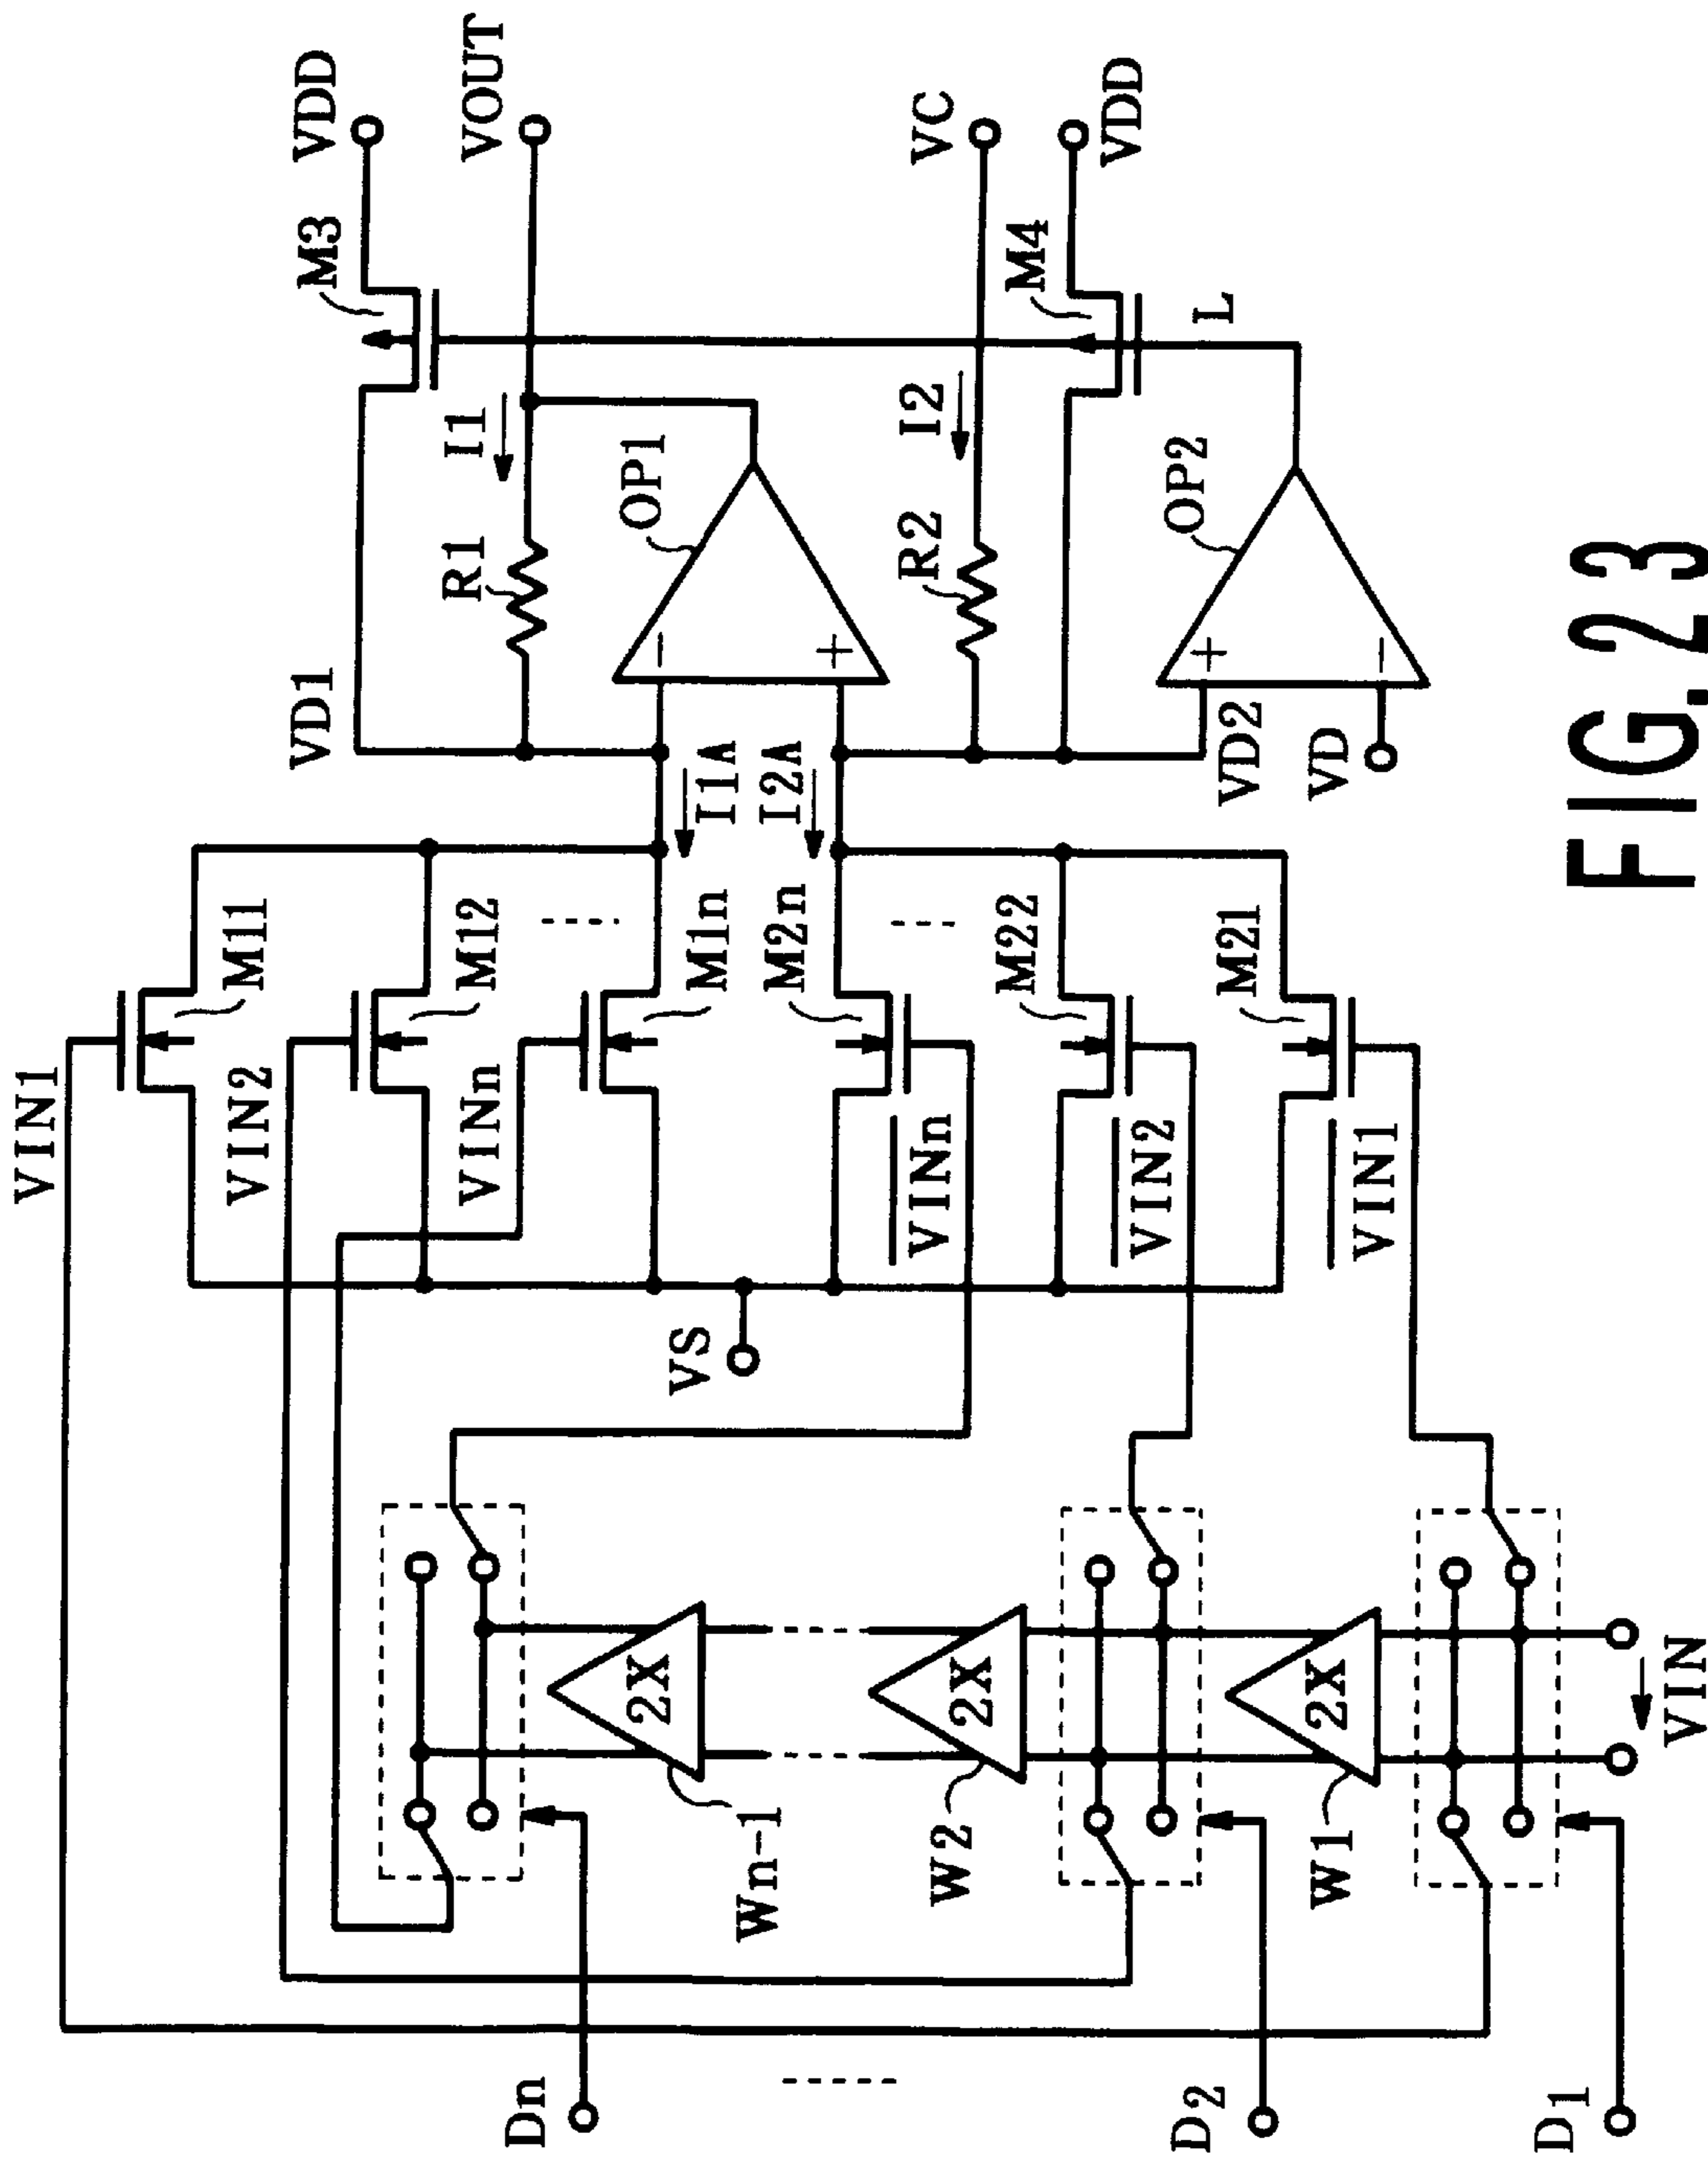 VIN1
VIN2
VINn
VS
VINn
VIN2
VIN1
M11
M12
M1n
M2n
M22
M21
VD1
I1A
I2A
VD2
VD
R1
I1
OP1
R2
I2
OP2
M3
M4
L
VDD
VOUT
VC
VDD
Dn
D2
D1
Wn-1
W2
W1
2X
2X
2X
VIN
FIG. 23